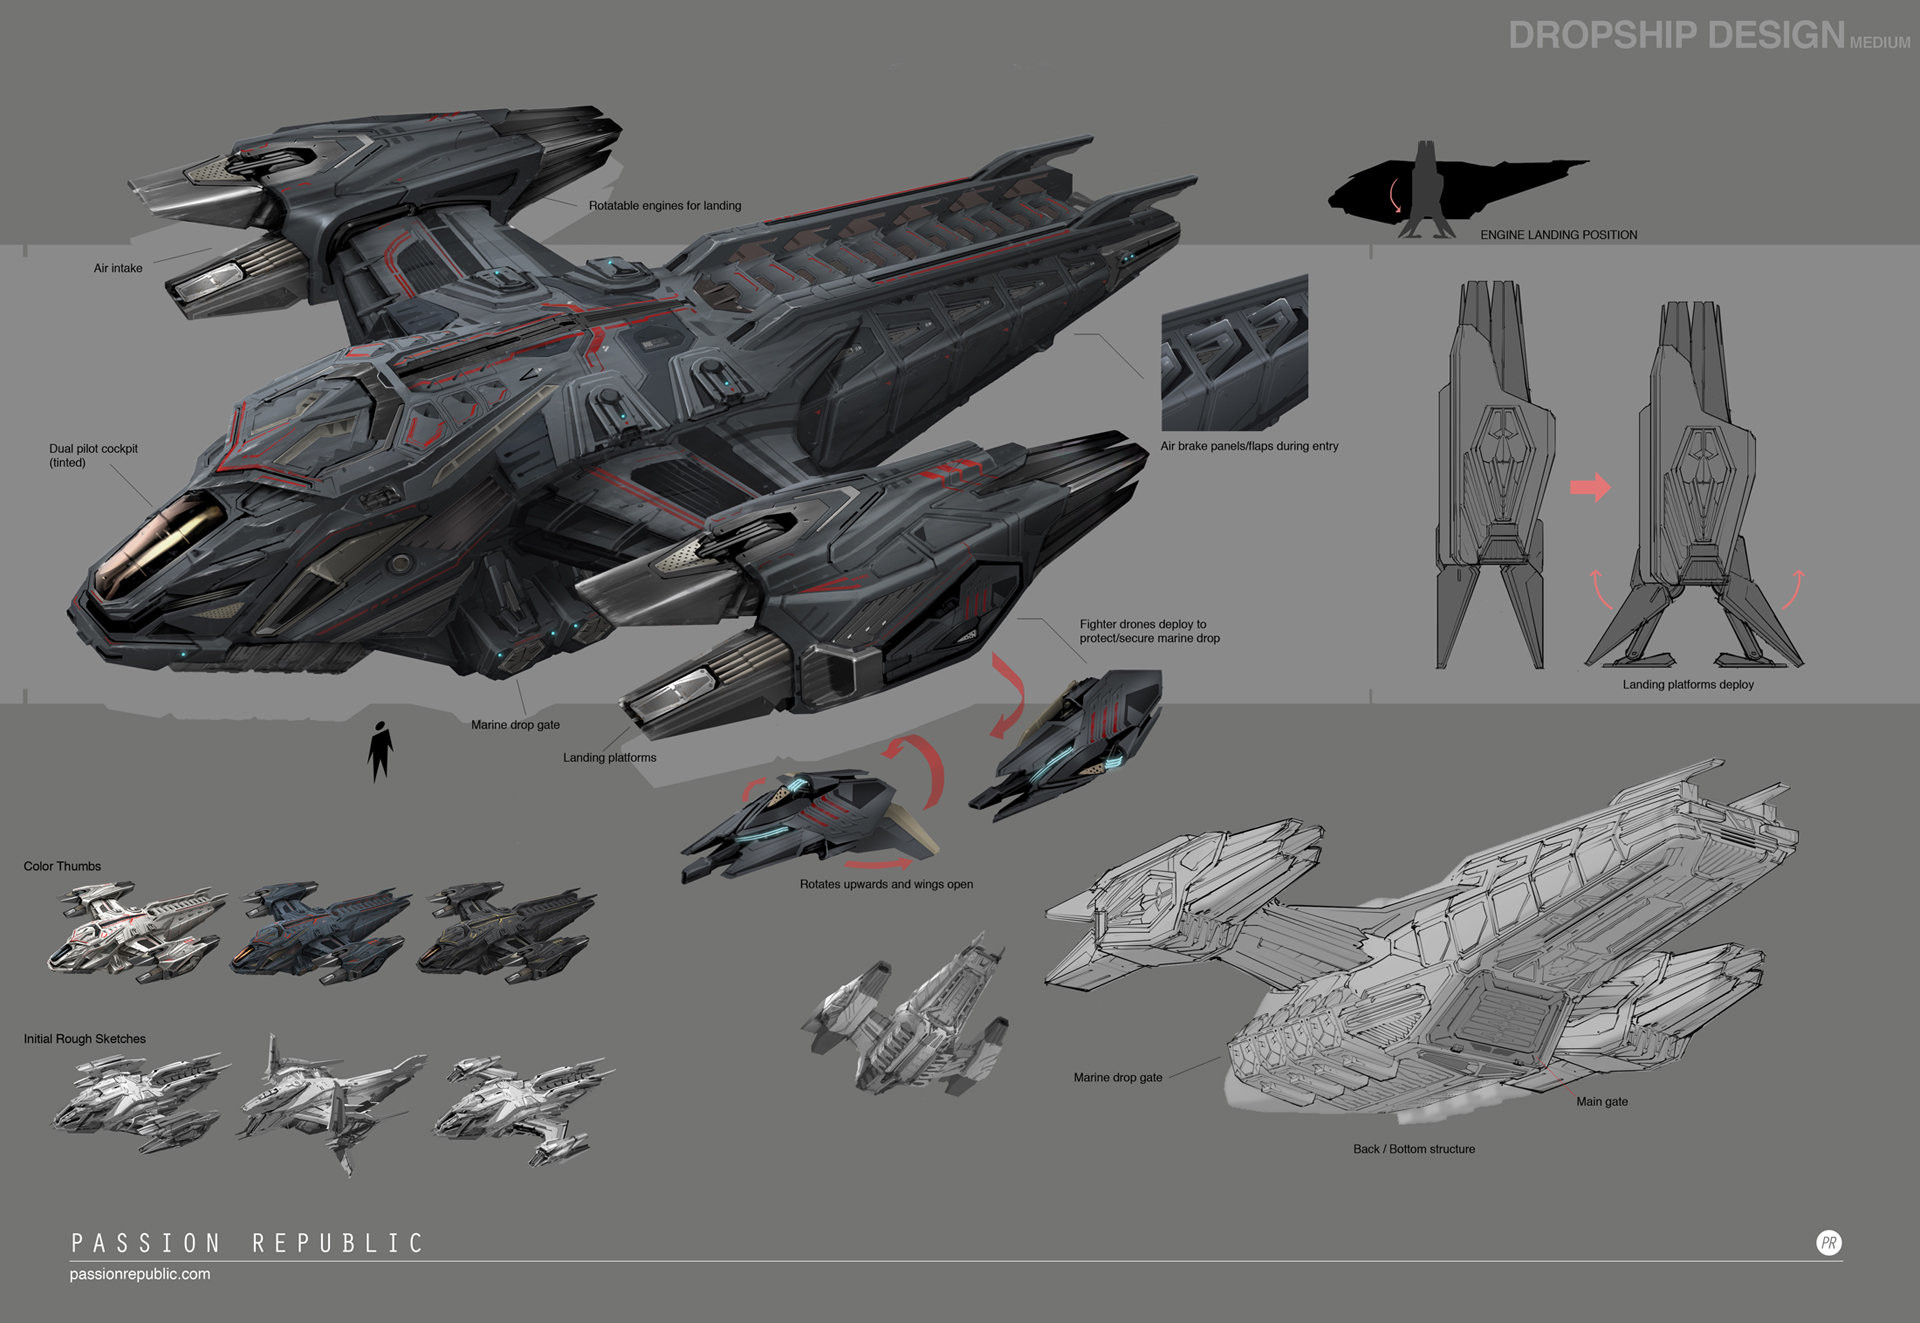 DROPSHIP DESIGN MEDIUM
Rotatable engines for landing
ENGINE LANDING POSITION
Air intake
Dual pilot cockpit
(tinted)
Air brake panels/flaps during entry
Fighter drones deploy to
protect/secure marine drop
Landing platforms deploy
Marine drop gate
Landing platforms
Rotates upwards and wings open
Color Thumbs
Initial Rough Sketches
Marine drop gate
Main gate
Back / Bottom structure
PASSION REPUBLIC
PR
passionrepublic.com